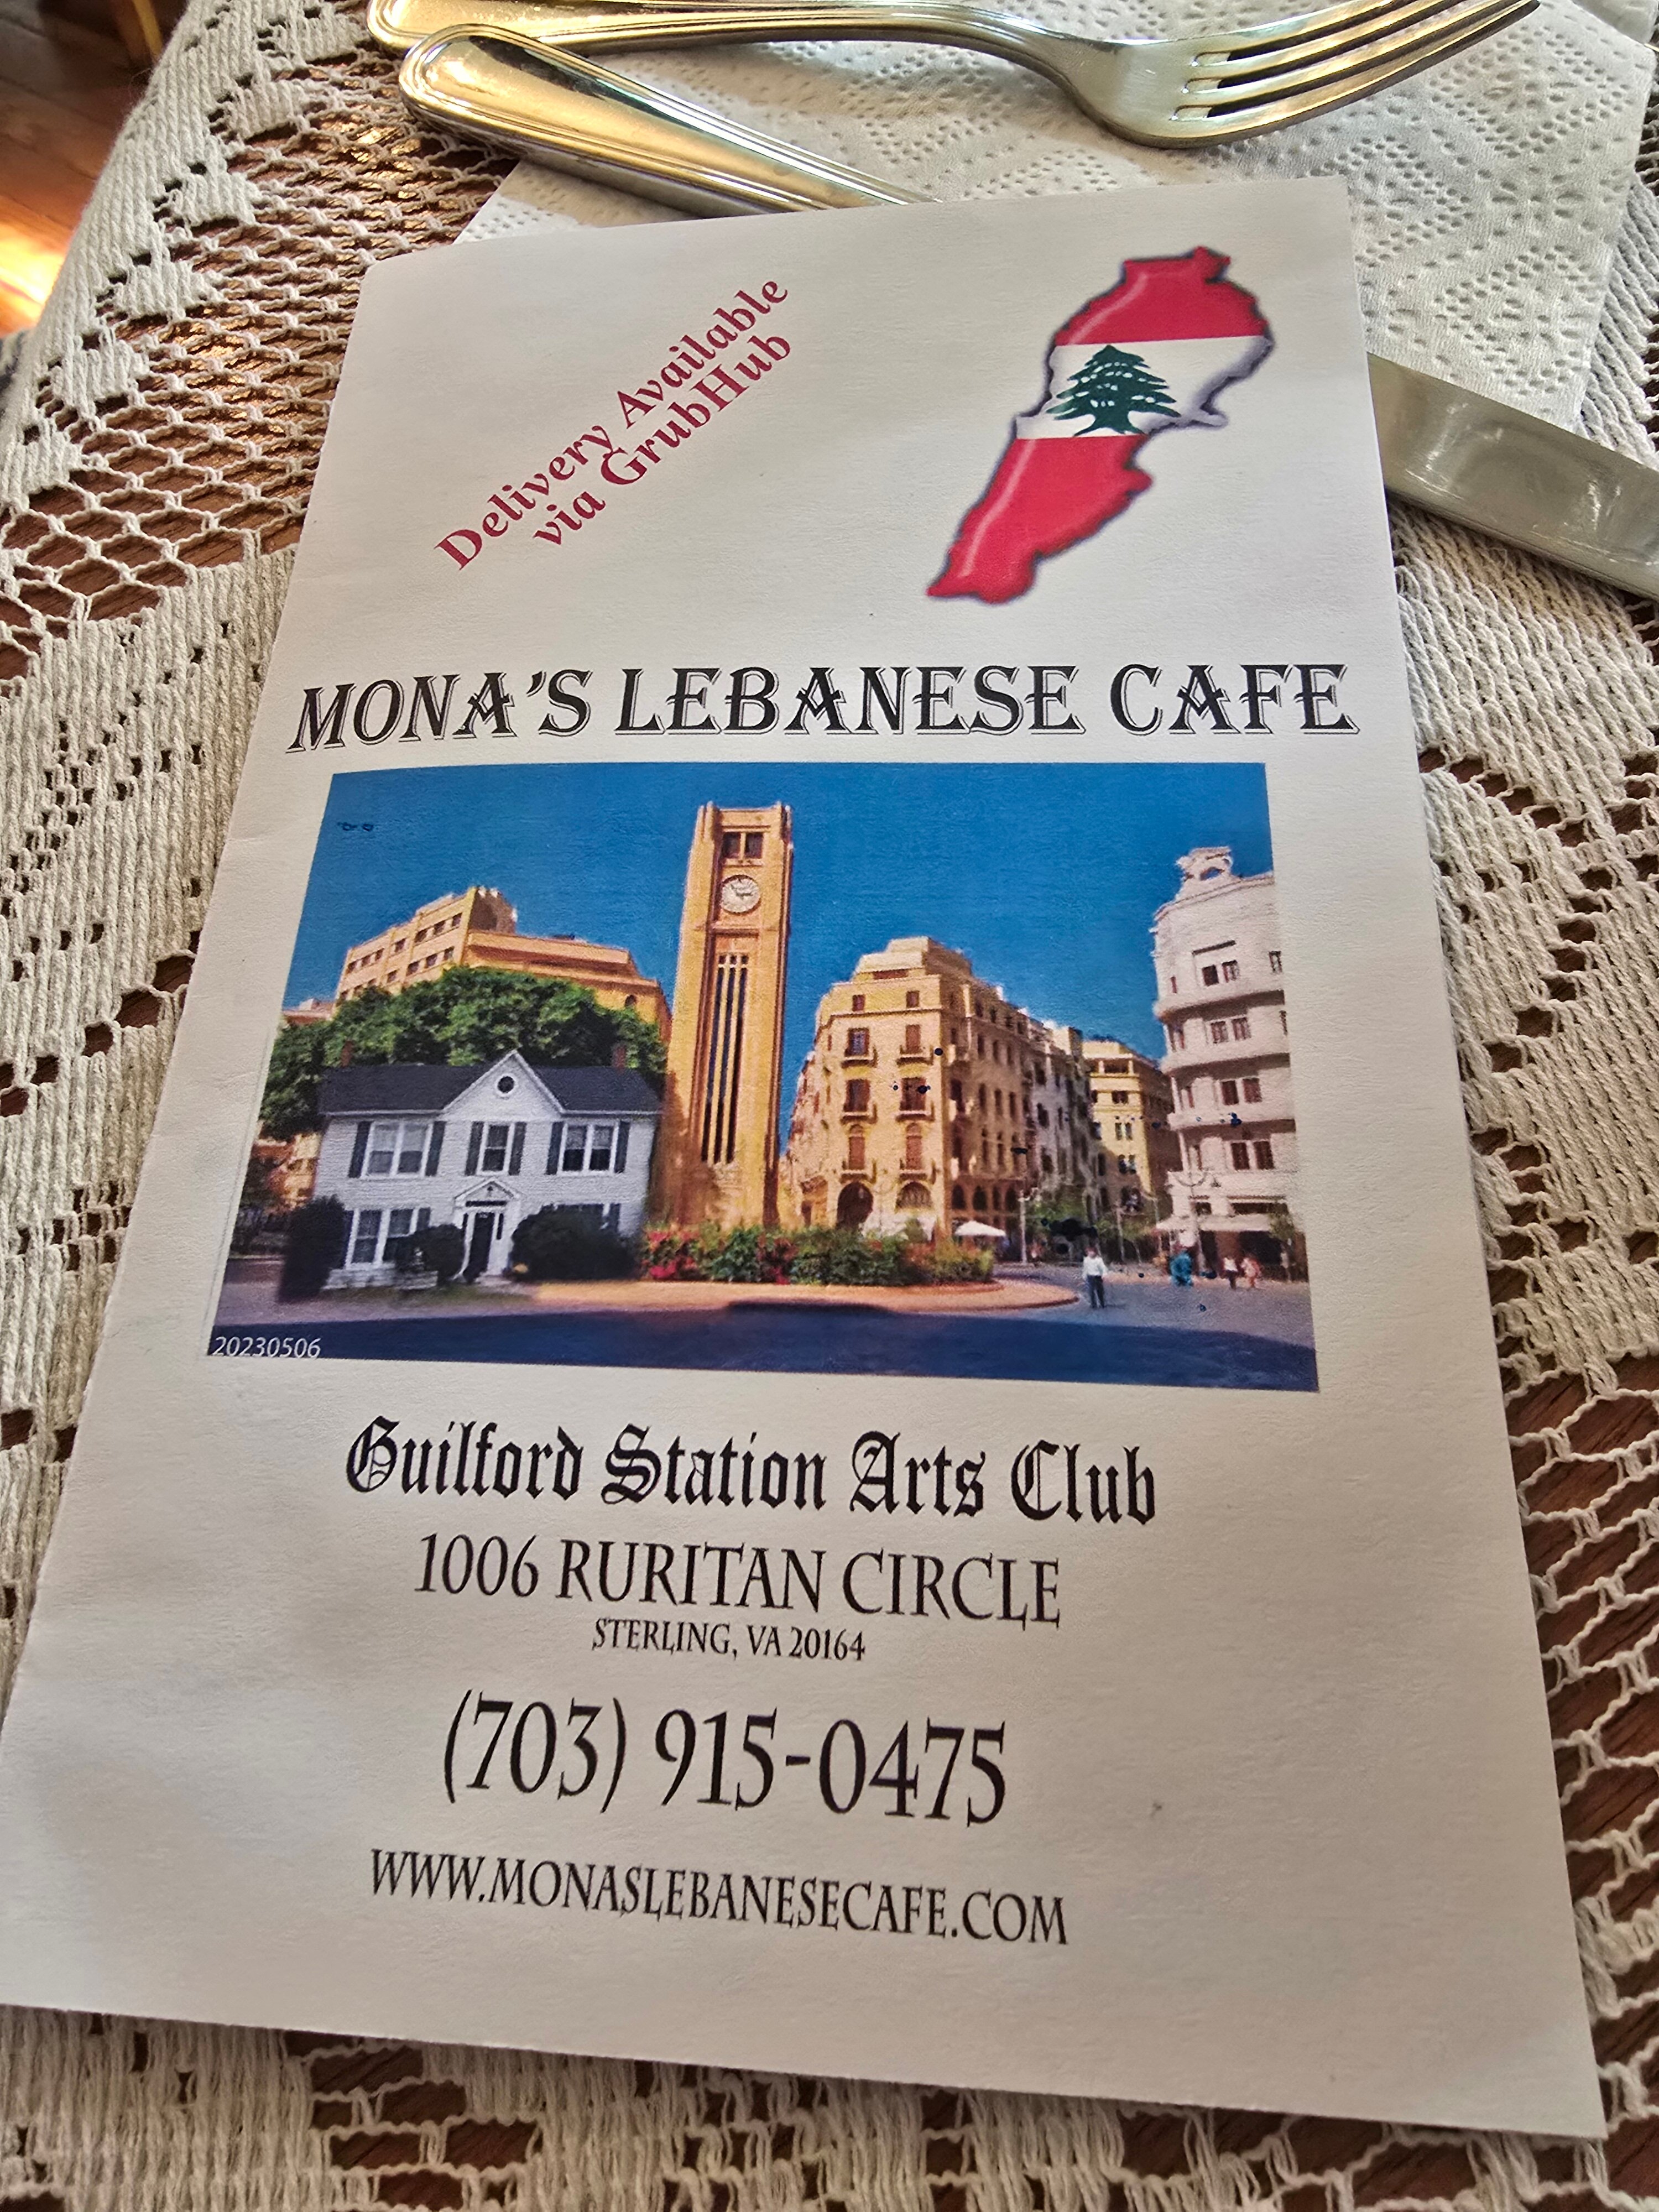 Delivery Available
via GrubHub
MONA'S LEBANESE CAFE
20230506
Guilford Station Arts Club
1006 RURITAN CIRCLE
STERLING, VA 20164
(703) 915-0475
WWW.MONASLEBANESECAFE.COM